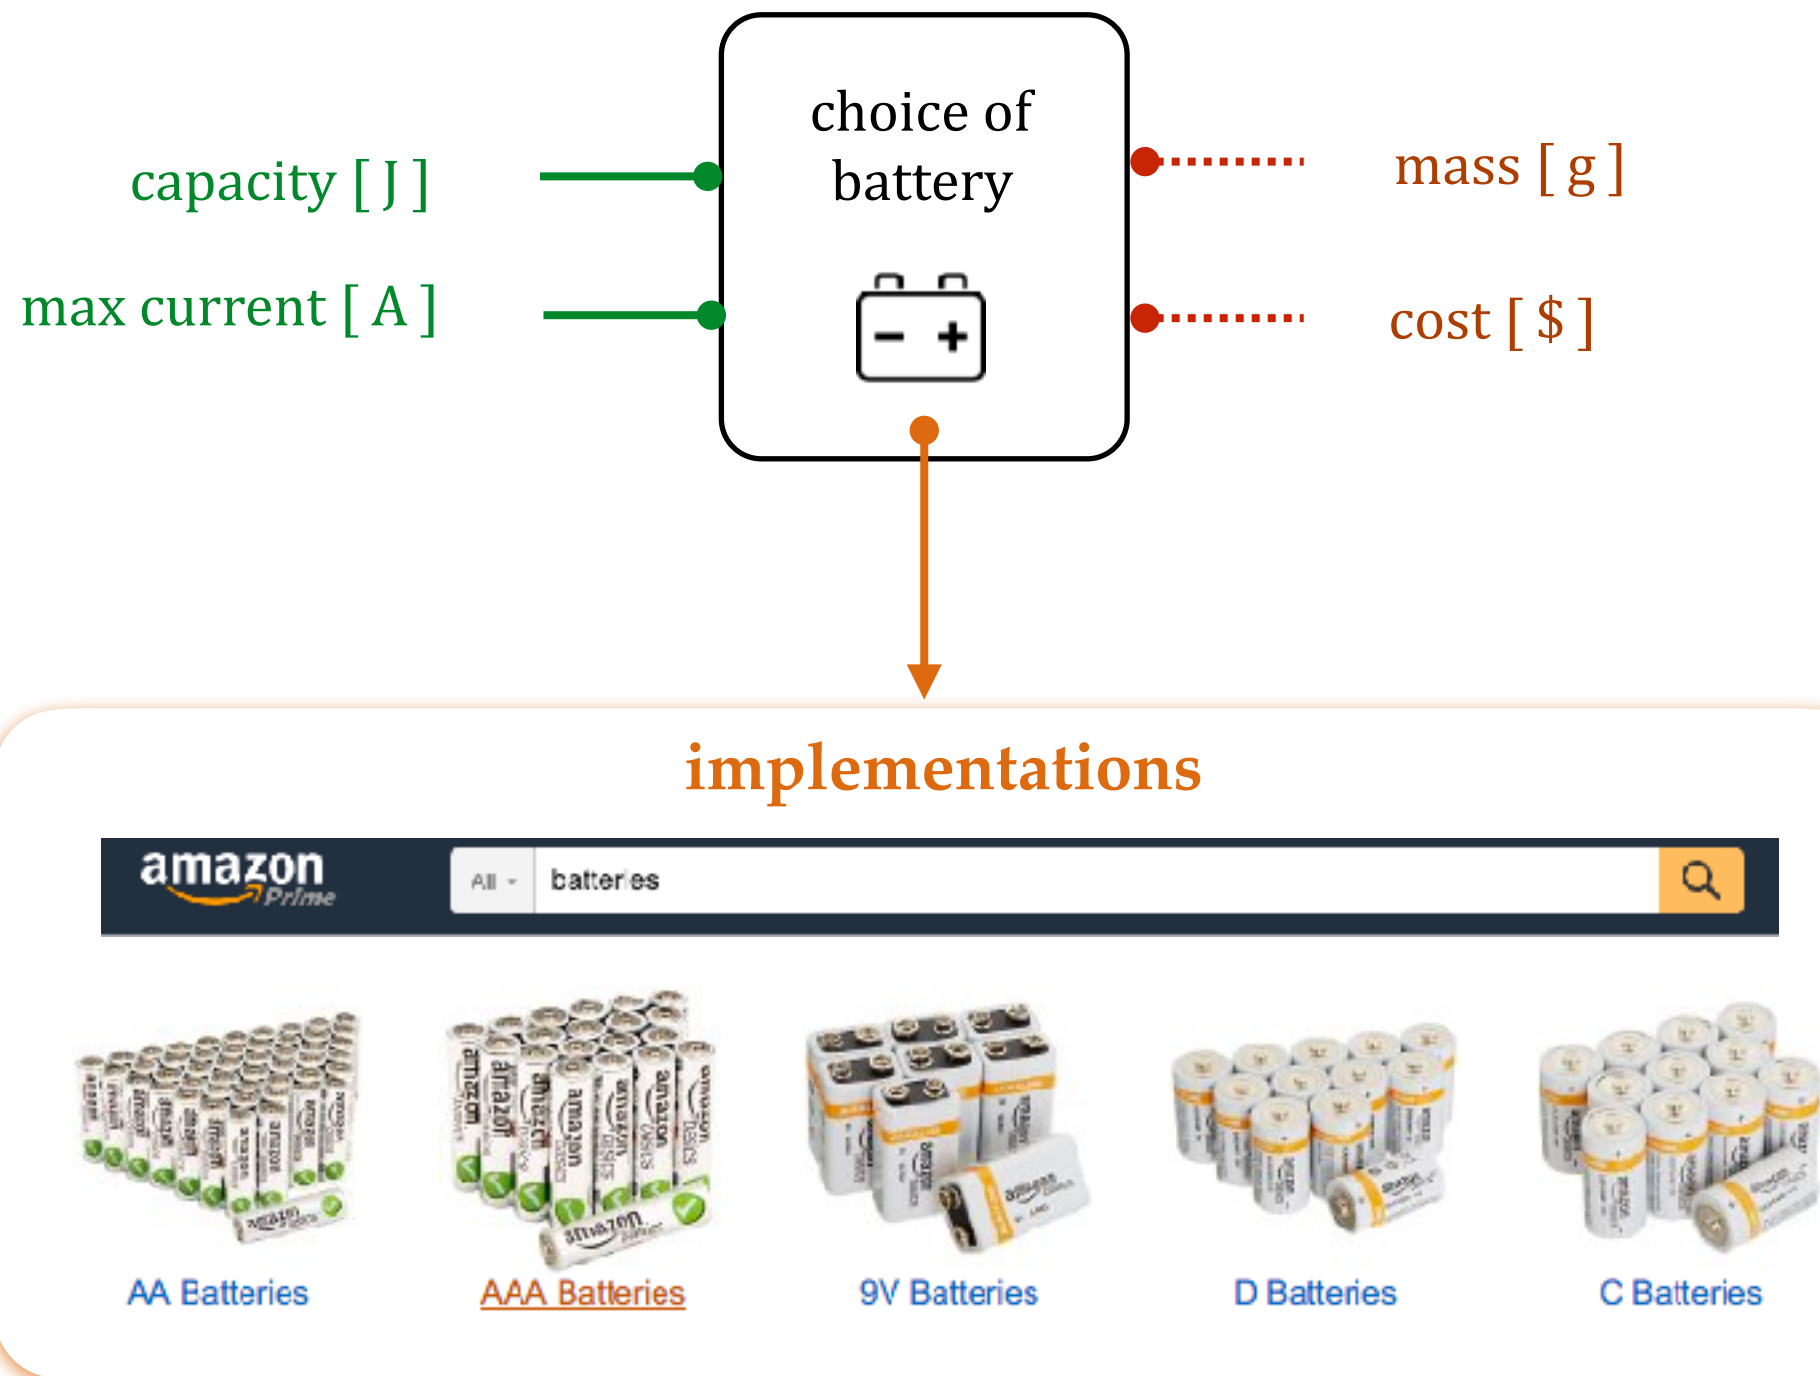 choice of
battery
capacity [ J ]
max current [ A ]
mass [ g ]
cost [ $ ]
implementations
amazon
Prime
All
batteries
AA Batteries
AAA Batteries
9V Batteries
D Batteries
C Batteries